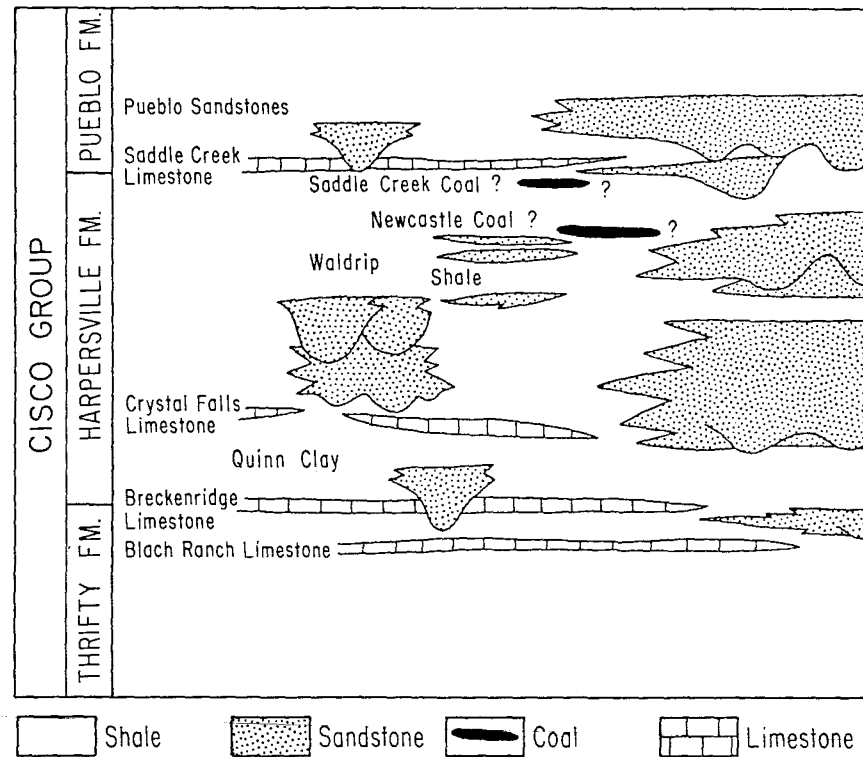 CISCO GROUP
PUEBLO FM.
HARPERSVILLE FM.
THRIFTY FM.
Pueblo Sandstones
Saddle Creek
Limestone
Saddle Creek Coal ?
?
Newcastle Coal ?
?
Waldrip
Shale
Crystal Falls
Limestone
Quinn Clay
Breckenridge
Limestone
Blach Ranch Limestone
Shale
Sandstone
Coal
Limestone